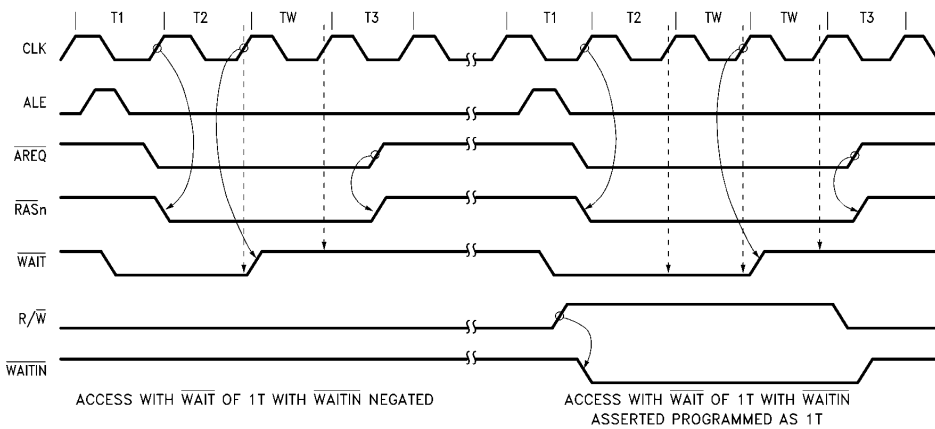 T1 T2 TW T3 T1 T2 TW TW T3
CLK
ALE
AREQ
RASn
WAIT
R/W
WAITIN
ACCESS WITH WAIT OF 1T WITH WAITIN NEGATED
ACCESS WITH WAIT OF 1T WITH WAITIN
ASSERTED PROGRAMMED AS 1T